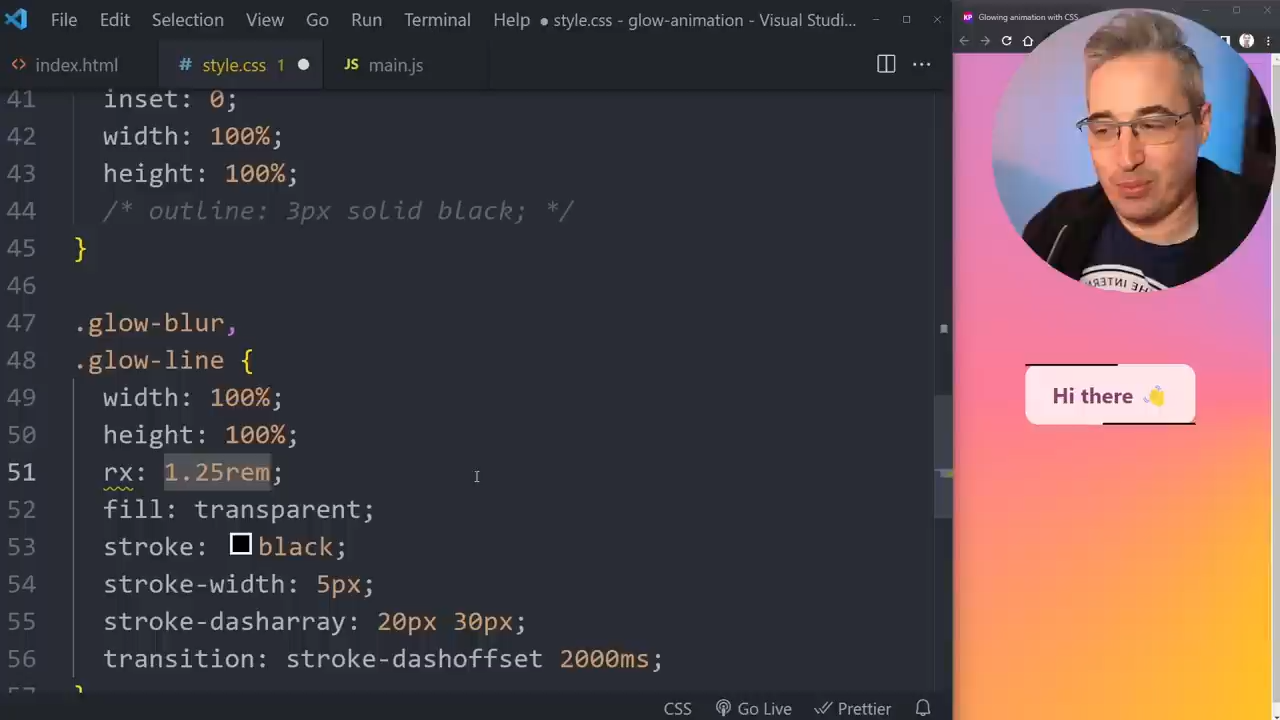 File Edit Selection View Go Run Terminal Help ● style.css - glow-animation - Visual Studi...
Glowing animation with CSS
<> index.html # style.css 1 ● JS main.js ...
41 inset: 0;
42 width: 100%;
43 height: 100%;
44 /* outline: 3px solid black; */
45 }
46
47 .glow-blur,
48 .glow-line {
49 width: 100%;
50 height: 100%;
51 rx: 1.25rem;
52 fill: transparent;
53 stroke: black;
54 stroke-width: 5px;
55 stroke-dasharray: 20px 30px;
56 transition: stroke-dashoffset 2000ms;
57 }
CSS Go Live Prettier
KP
THE INTERN
Hi there 👋